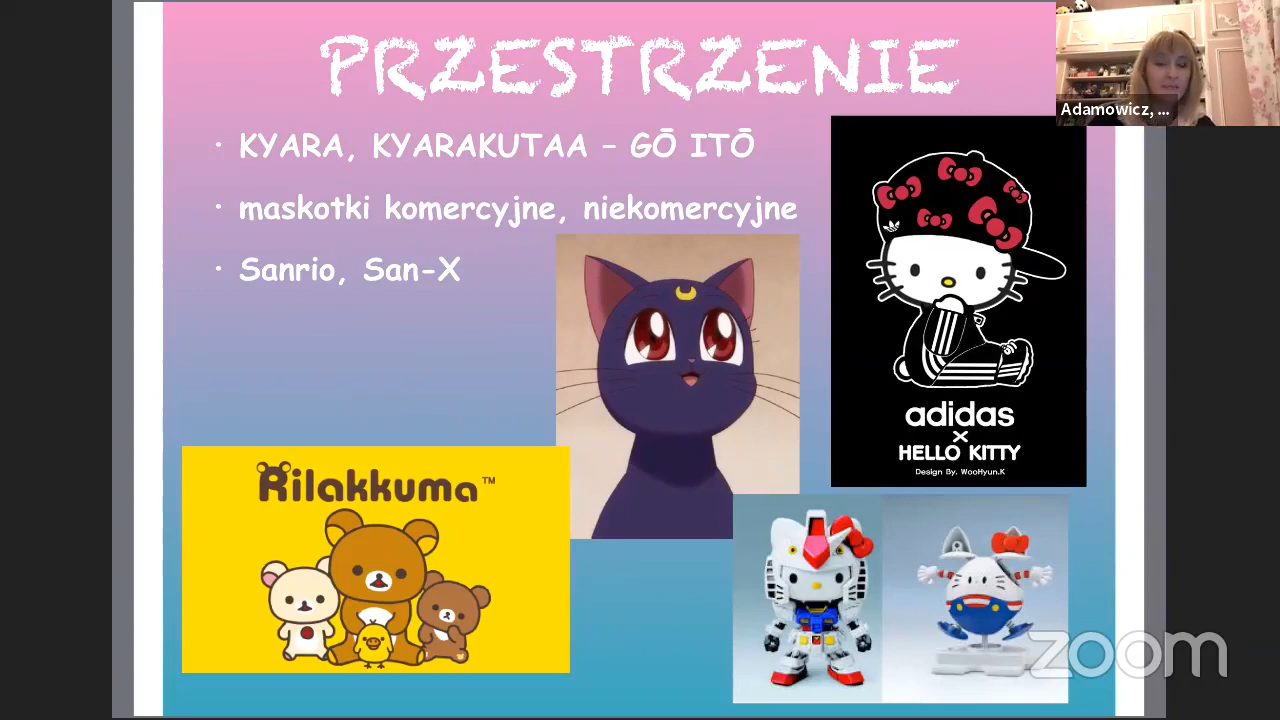 PRZESTRZENIE
Adamowicz, ...
• KYARA, KYARAKUTAA – GŌ ITŌ
• maskotki komercyjne, niekomercyjne
• Sanrio, San-X
adidas
×
HELLO KITTY
Design By. WooHyun.K
Rilakkuma™
zoom